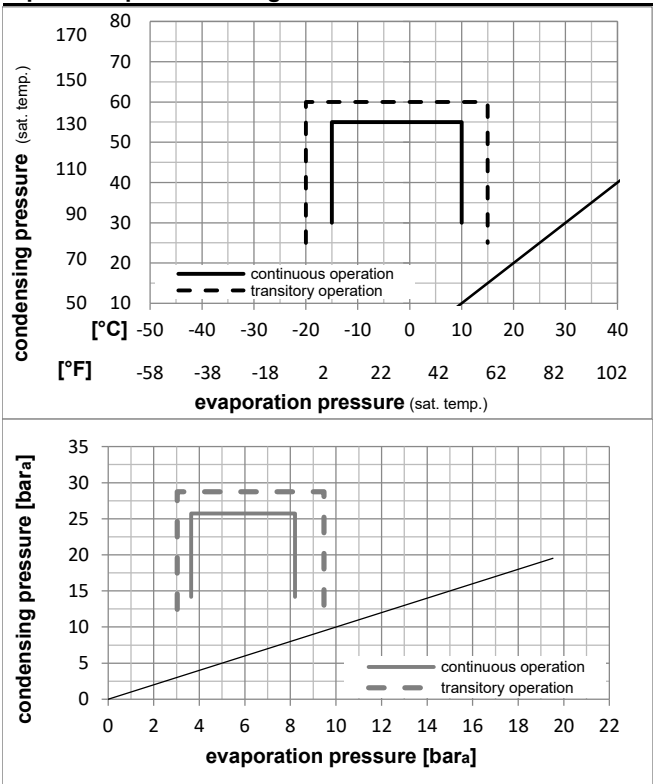 170 80
150 70
130 60
50
110 40
90 30
70 20
50 10
condensing pressure (sat. temp.)
continuous operation
transitory operation
[°C] -50 -40 -30 -20 -10 0 10 20 30 40
[°F] -58 -38 -18 2 22 42 62 82 102
evaporation pressure (sat. temp.)
35
30
25
20
15
10
5
0
condensing pressure [bara]
continuous operation
transitory operation
0 2 4 6 8 10 12 14 16 18 20 22
evaporation pressure [bara]